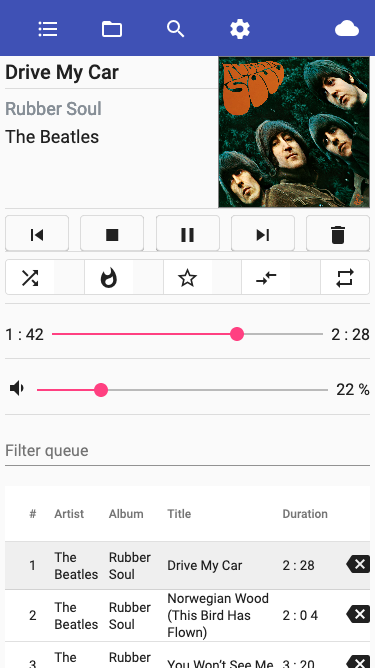 Drive My Car
Rubber Soul
The Beatles
RUBBER SOUL
1 : 42
2 : 28
22 %
Filter queue
# Artist Album Title Duration
1 The Beatles Rubber Soul Drive My Car 2 : 28
2 The Beatles Rubber Soul Norwegian Wood (This Bird Has Flown) 2 : 0 4
3 The Rubber You Won't See Me 3 : 20